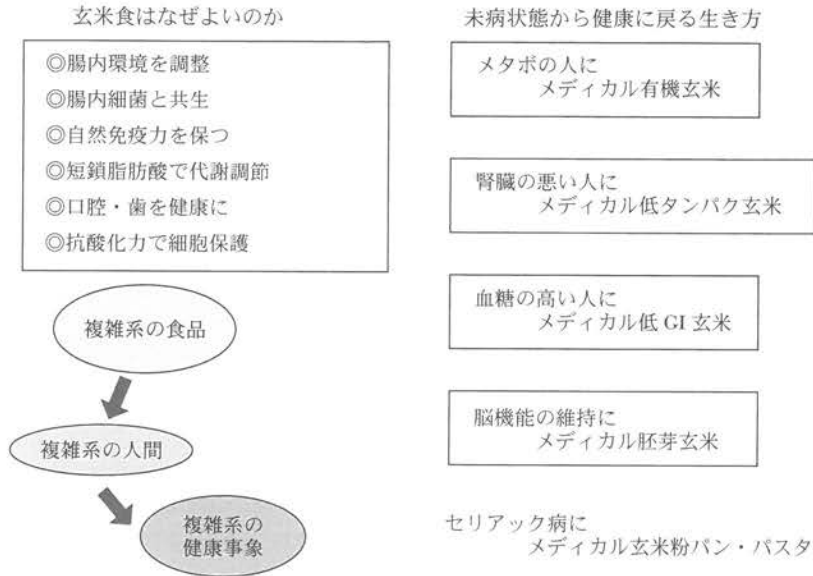 玄米食はなぜよいのか
◎腸内環境を調整
◎腸内細菌と共生
◎自然免疫力を保つ
◎短鎖脂肪酸で代謝調節
◎口腔・歯を健康に
◎抗酸化力で細胞保護
複雑系の食品
複雑系の人間
複雑系の
健康事象
未病状態から健康に戻る生き方
メタボの人に
メディカル有機玄米
腎臓の悪い人に
メディカル低タンパク玄米
血糖の高い人に
メディカル低 GI 玄米
脳機能の維持に
メディカル胚芽玄米
セリアック病に
メディカル玄米粉パン・パスタ